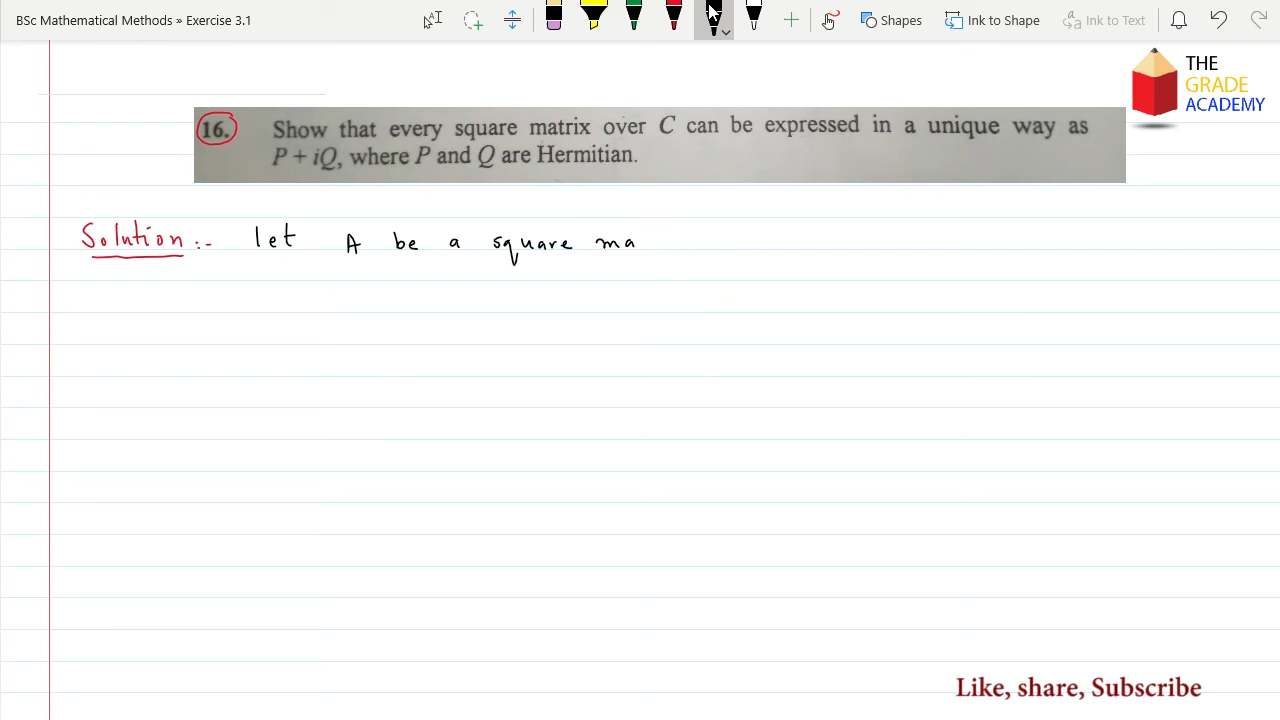 BSc Mathematical Methods » Exercise 3.1
Shapes
Ink to Shape
Ink to Text
THE
GRADE
ACADEMY
16. Show that every square matrix over C can be expressed in a unique way as
P + iQ, where P and Q are Hermitian.
Solution :- let A be a square ma
Like, share, Subscribe